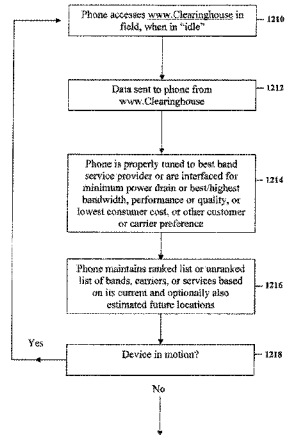 Phone accesses www.Clearinghouse in
field, when in "idle"
1210
Data sent to phone from
www.Clearinghouse
1212
Phone is properly tuned to best band
service provider or are interfaced for
minimum power drain or best/highest
bandwidth, performance or quality, or
lowest consumer cost, or other customer
or carrier preference
1214
Phone maintains ranked list or unranked
list of bands, carriers, or services based
on its current and optionally also
estimated future locations
1216
Yes
Device in motion?
1218
No